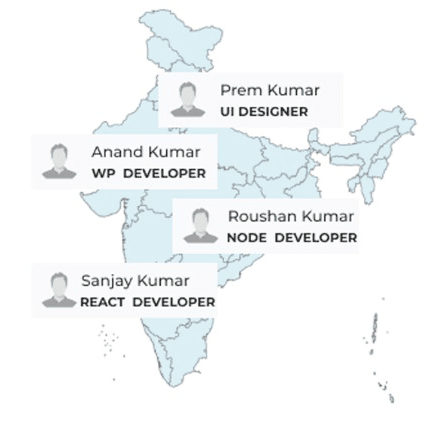 Prem Kumar
UI DESIGNER
Anand Kumar
WP DEVELOPER
Roushan Kumar
NODE DEVELOPER
Sanjay Kumar
REACT DEVELOPER